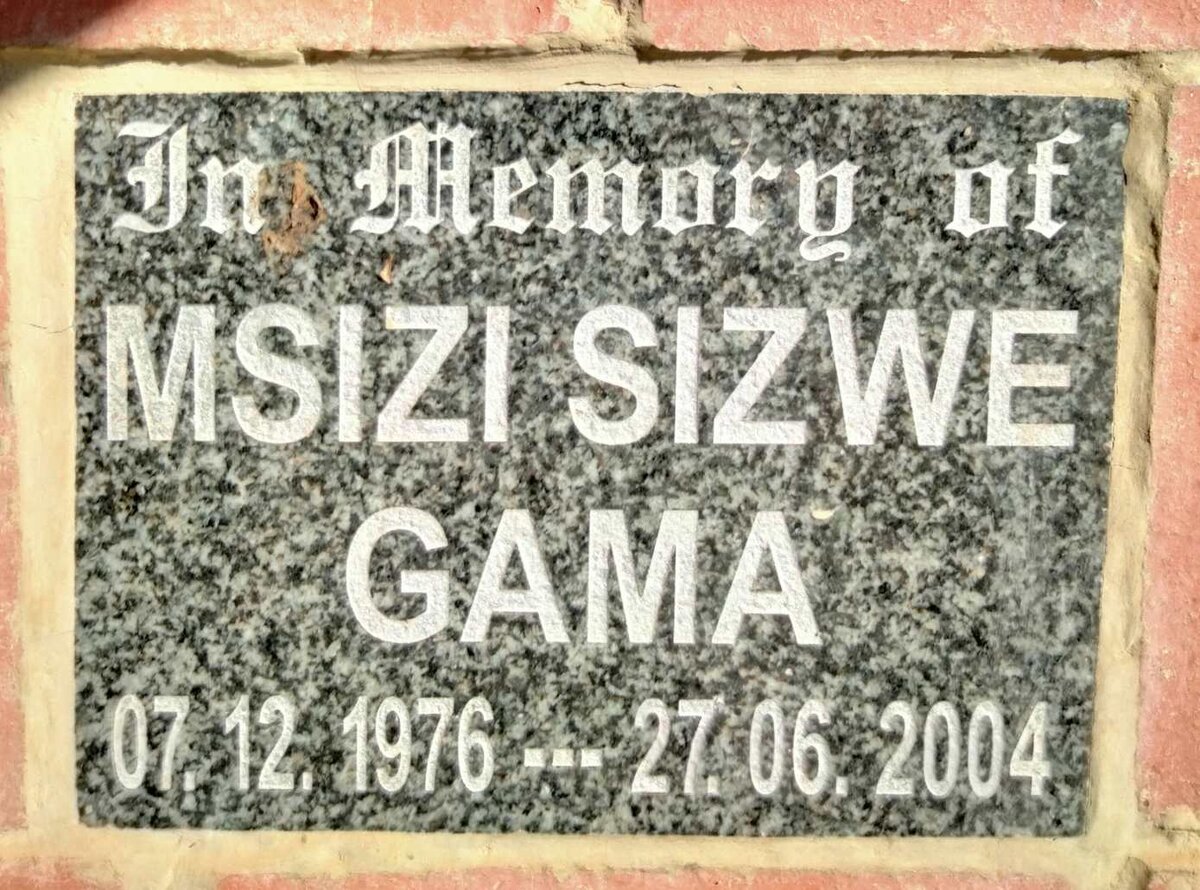 In Memory of
MSIZI SIZWE
GAMA
07. 12. 1976 --- 27. 06. 2004